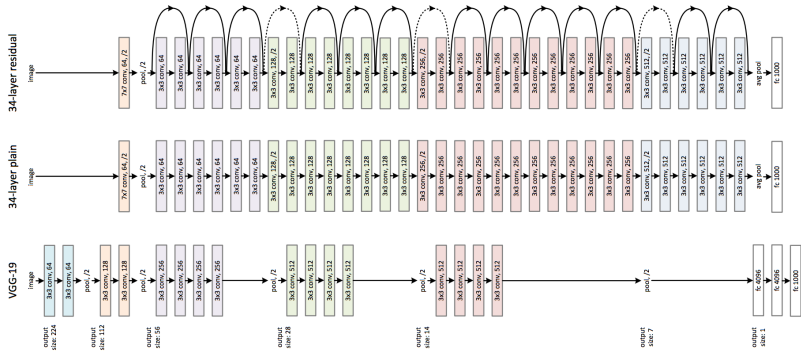 output
size: 224
output
size: 112
output
size: 56
output
size: 28
output
size: 14
output
size: 7
output
size: 1
VGG-19
image
3x3 conv, 64
3x3 conv, 64
pool, /2
3x3 conv, 128
3x3 conv, 128
pool, /2
3x3 conv, 256
3x3 conv, 256
3x3 conv, 256
3x3 conv, 256
pool, /2
3x3 conv, 512
3x3 conv, 512
3x3 conv, 512
3x3 conv, 512
pool, /2
3x3 conv, 512
3x3 conv, 512
3x3 conv, 512
3x3 conv, 512
pool, /2
fc 4096
fc 4096
fc 1000
34-layer plain
image
7x7 conv, 64, /2
pool, /2
3x3 conv, 64
3x3 conv, 64
3x3 conv, 64
3x3 conv, 64
3x3 conv, 64
3x3 conv, 64
3x3 conv, 128, /2
3x3 conv, 128
3x3 conv, 128
3x3 conv, 128
3x3 conv, 128
3x3 conv, 128
3x3 conv, 128
3x3 conv, 128
3x3 conv, 256, /2
3x3 conv, 256
3x3 conv, 256
3x3 conv, 256
3x3 conv, 256
3x3 conv, 256
3x3 conv, 256
3x3 conv, 256
3x3 conv, 256
3x3 conv, 256
3x3 conv, 256
3x3 conv, 256
3x3 conv, 512, /2
3x3 conv, 512
3x3 conv, 512
3x3 conv, 512
3x3 conv, 512
3x3 conv, 512
avg pool
fc 1000
34-layer residual
image
7x7 conv, 64, /2
pool, /2
3x3 conv, 64
3x3 conv, 64
3x3 conv, 64
3x3 conv, 64
3x3 conv, 64
3x3 conv, 64
3x3 conv, 128, /2
3x3 conv, 128
3x3 conv, 128
3x3 conv, 128
3x3 conv, 128
3x3 conv, 128
3x3 conv, 128
3x3 conv, 128
3x3 conv, 256, /2
3x3 conv, 256
3x3 conv, 256
3x3 conv, 256
3x3 conv, 256
3x3 conv, 256
3x3 conv, 256
3x3 conv, 256
3x3 conv, 256
3x3 conv, 256
3x3 conv, 256
3x3 conv, 256
3x3 conv, 512, /2
3x3 conv, 512
3x3 conv, 512
3x3 conv, 512
3x3 conv, 512
3x3 conv, 512
avg pool
fc 1000